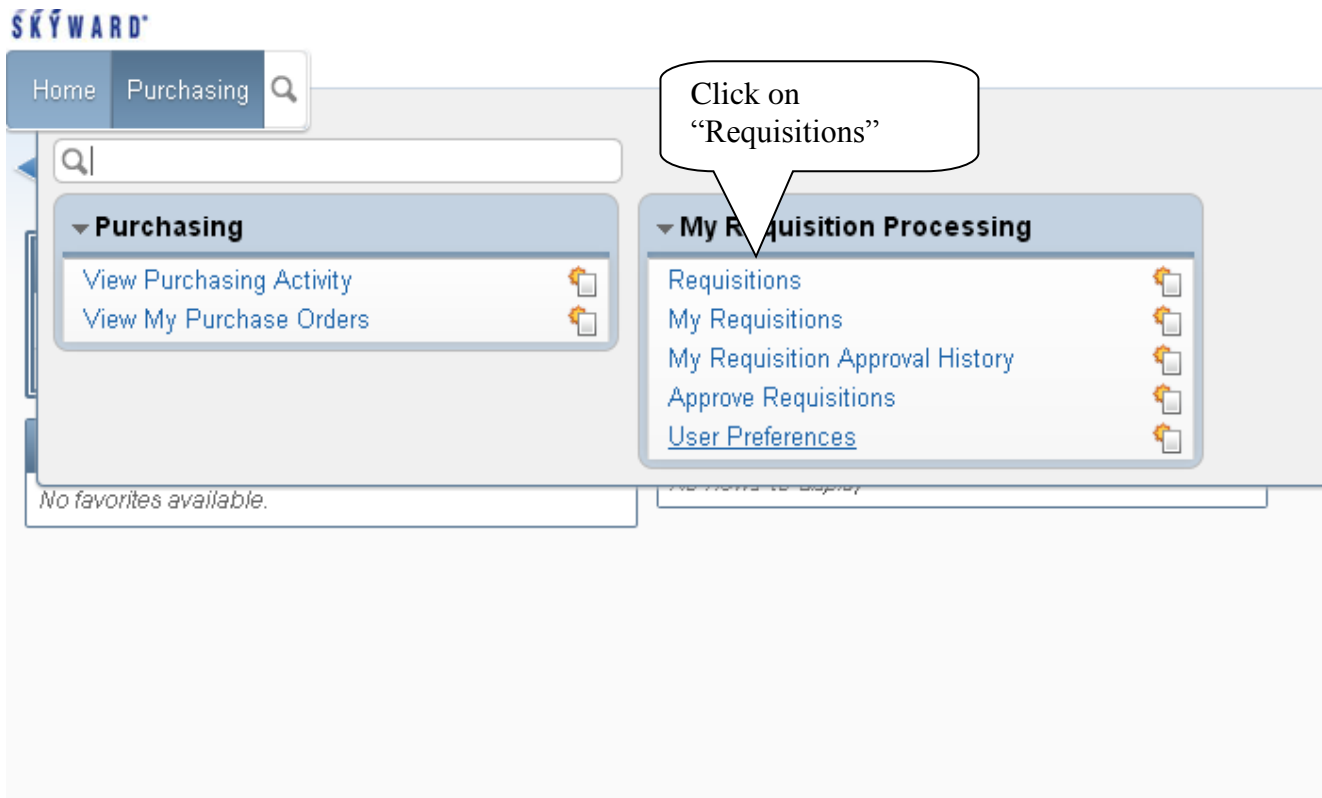 SKYWARD
Home Purchasing
Click on
“Requisitions”
Purchasing
View Purchasing Activity
View My Purchase Orders
My Requisition Processing
Requisitions
My Requisitions
My Requisition Approval History
Approve Requisitions
User Preferences
No favorites available.